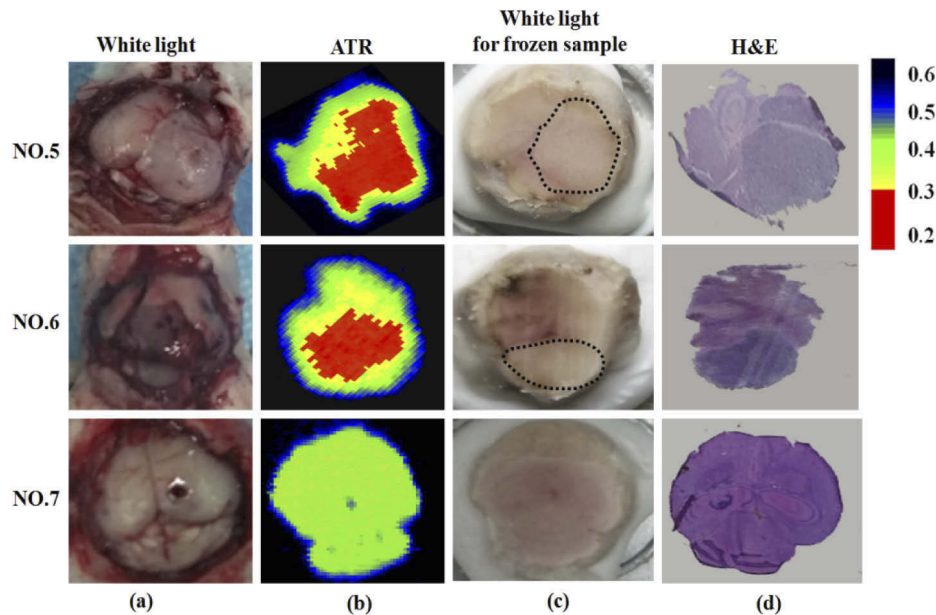 White light
ATR
White light
for frozen sample
H&E
NO.5
NO.6
NO.7
0.6
0.5
0.4
0.3
0.2
(a)
(b)
(c)
(d)